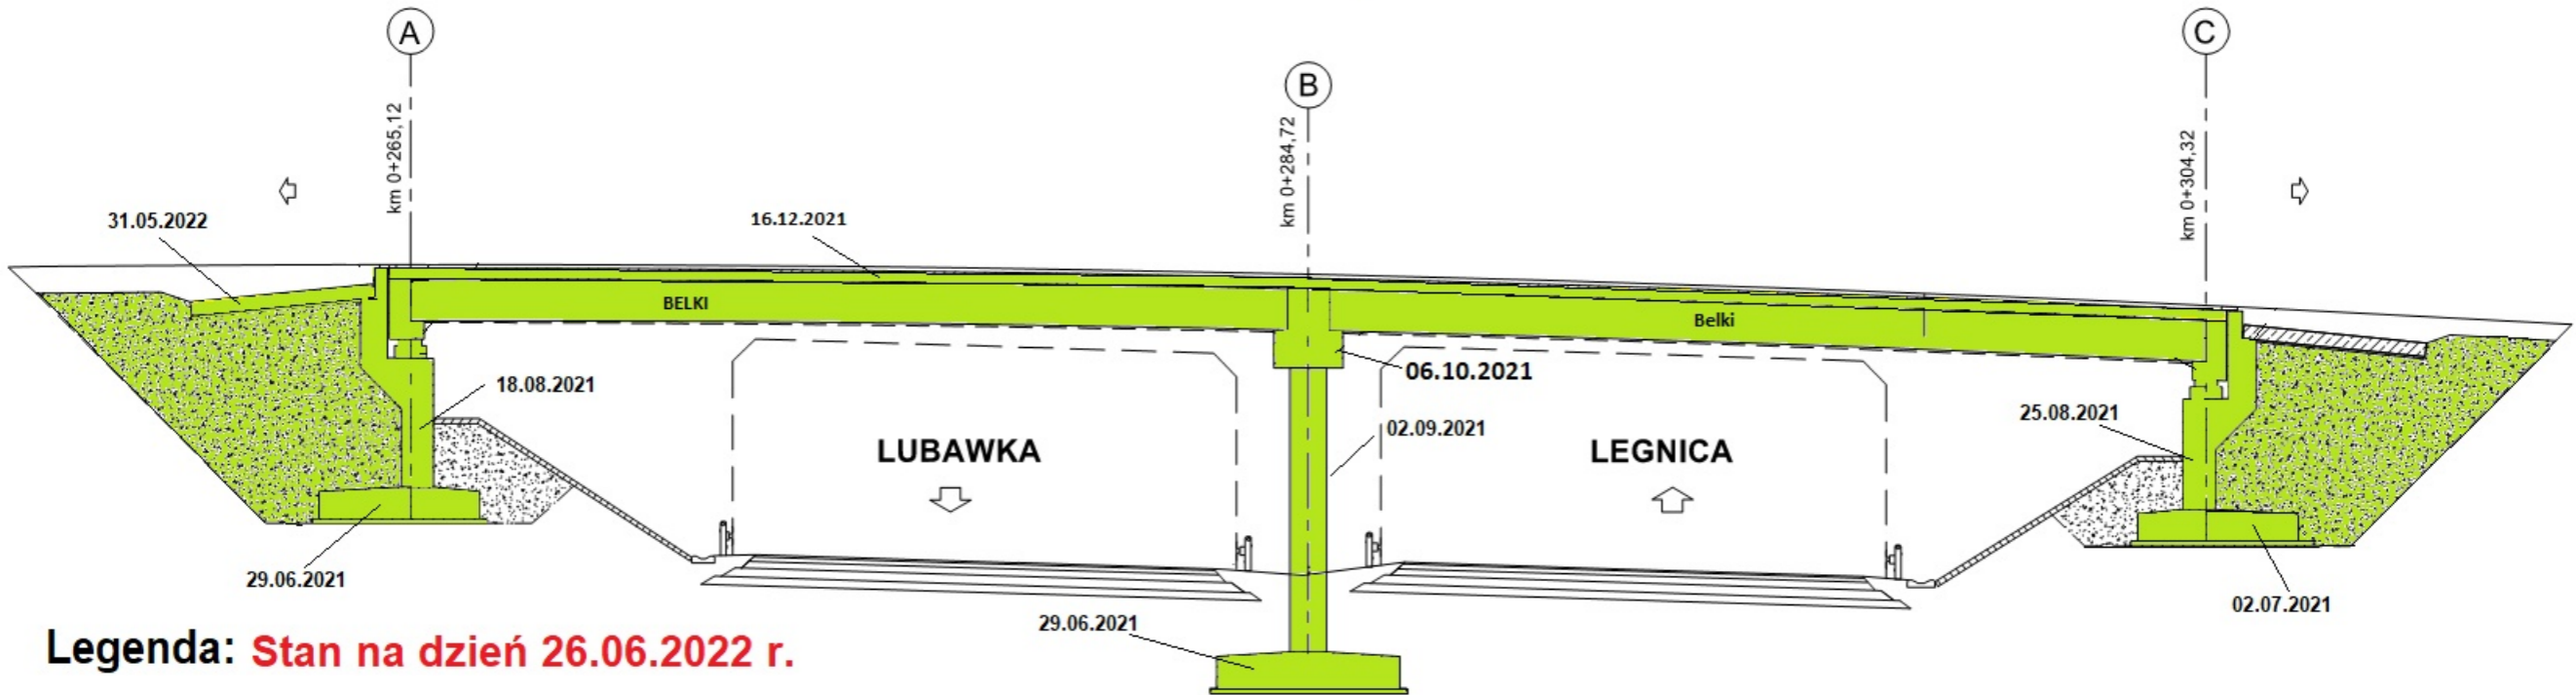 A
B
C
km 0+265,12
km 0+284,72
km 0+304,32
31.05.2022
16.12.2021
BELKI
Belki
18.08.2021
06.10.2021
25.08.2021
02.09.2021
LUBAWKA
LEGNICA
29.06.2021
02.07.2021
29.06.2021
Legenda: Stan na dzień 26.06.2022 r.